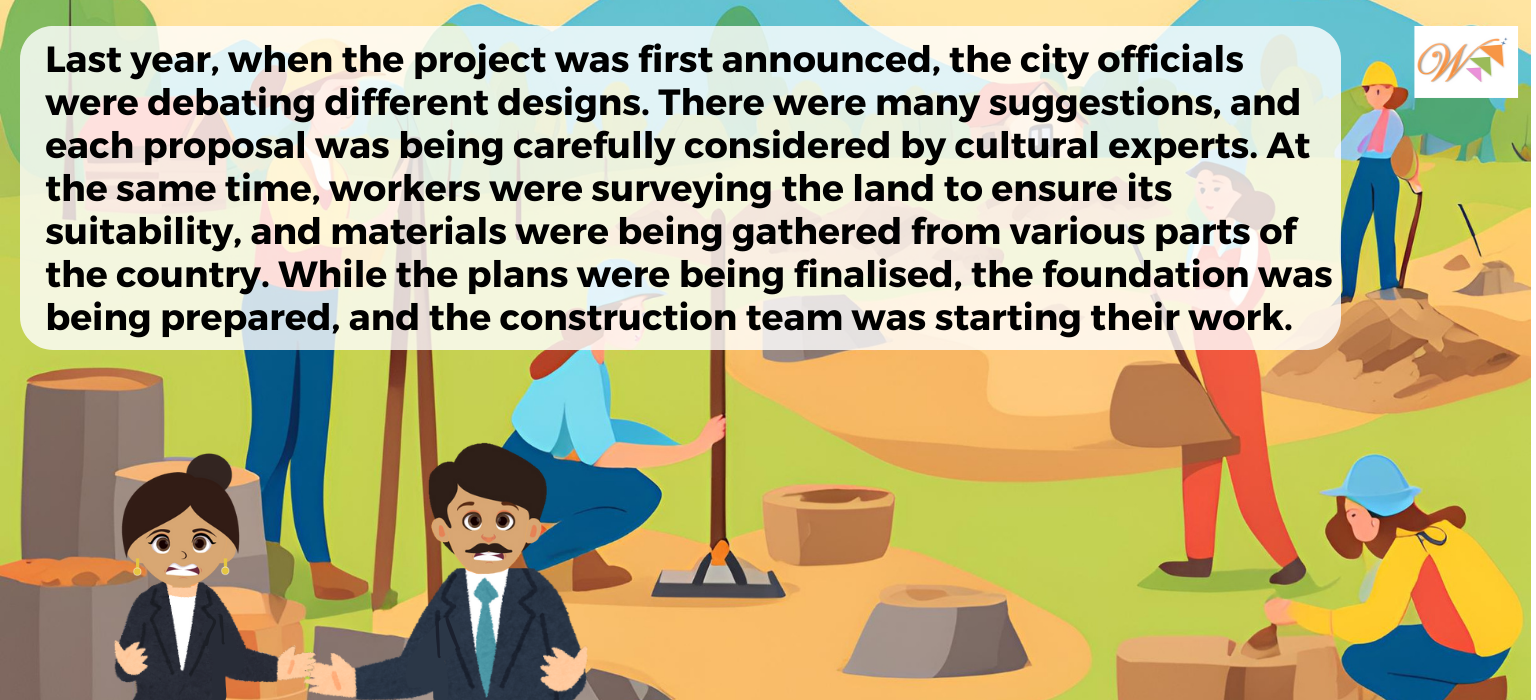 Last year, when the project was first announced, the city officials
were debating different designs. There were many suggestions, and
each proposal was being carefully considered by cultural experts. At
the same time, workers were surveying the land to ensure its
suitability, and materials were being gathered from various parts of
the country. While the plans were being finalised, the foundation was
being prepared, and the construction team was starting their work.
W